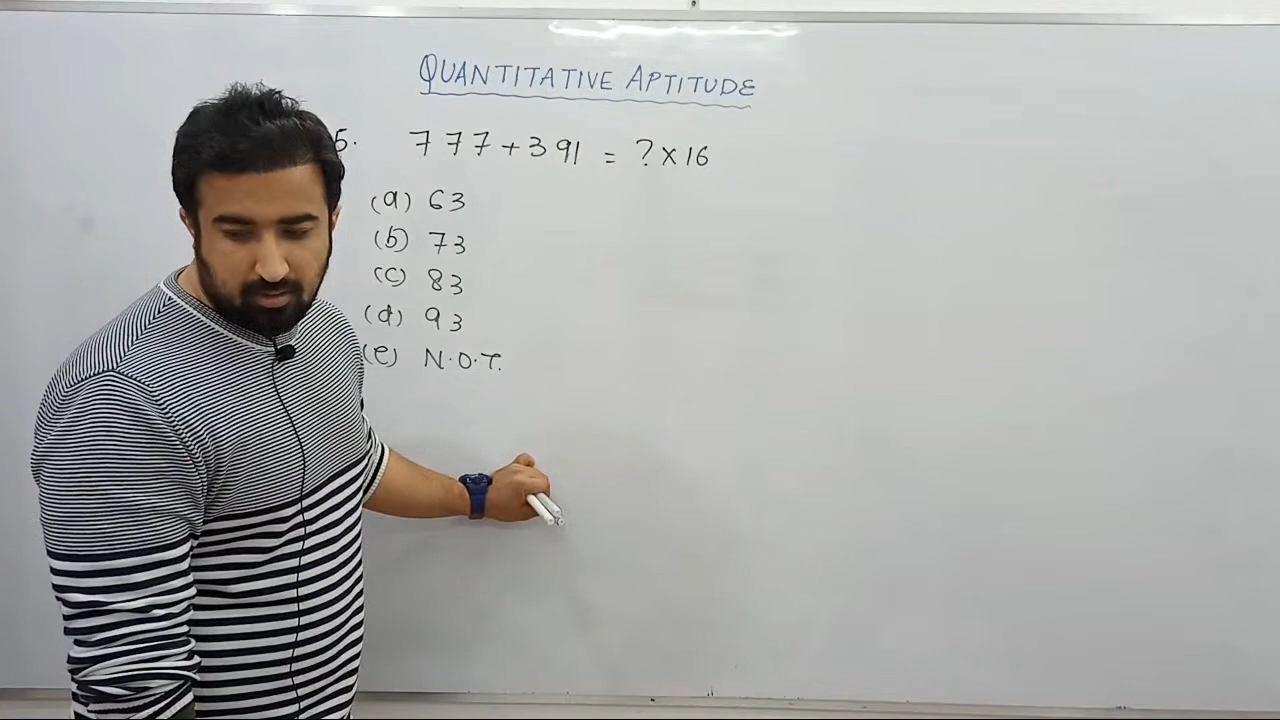 QUANTITATIVE APTITUDE
5. 777+391 = ?×16
(a) 63
(b) 73
(c) 83
(d) 93
(e) N.O.T.